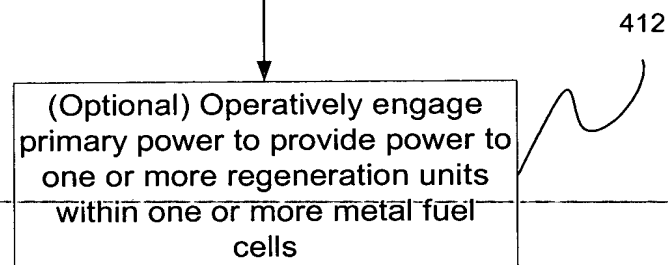 412
(Optional) Operatively engage
primary power to provide power to
one or more regeneration units
within one or more metal fuel
cells